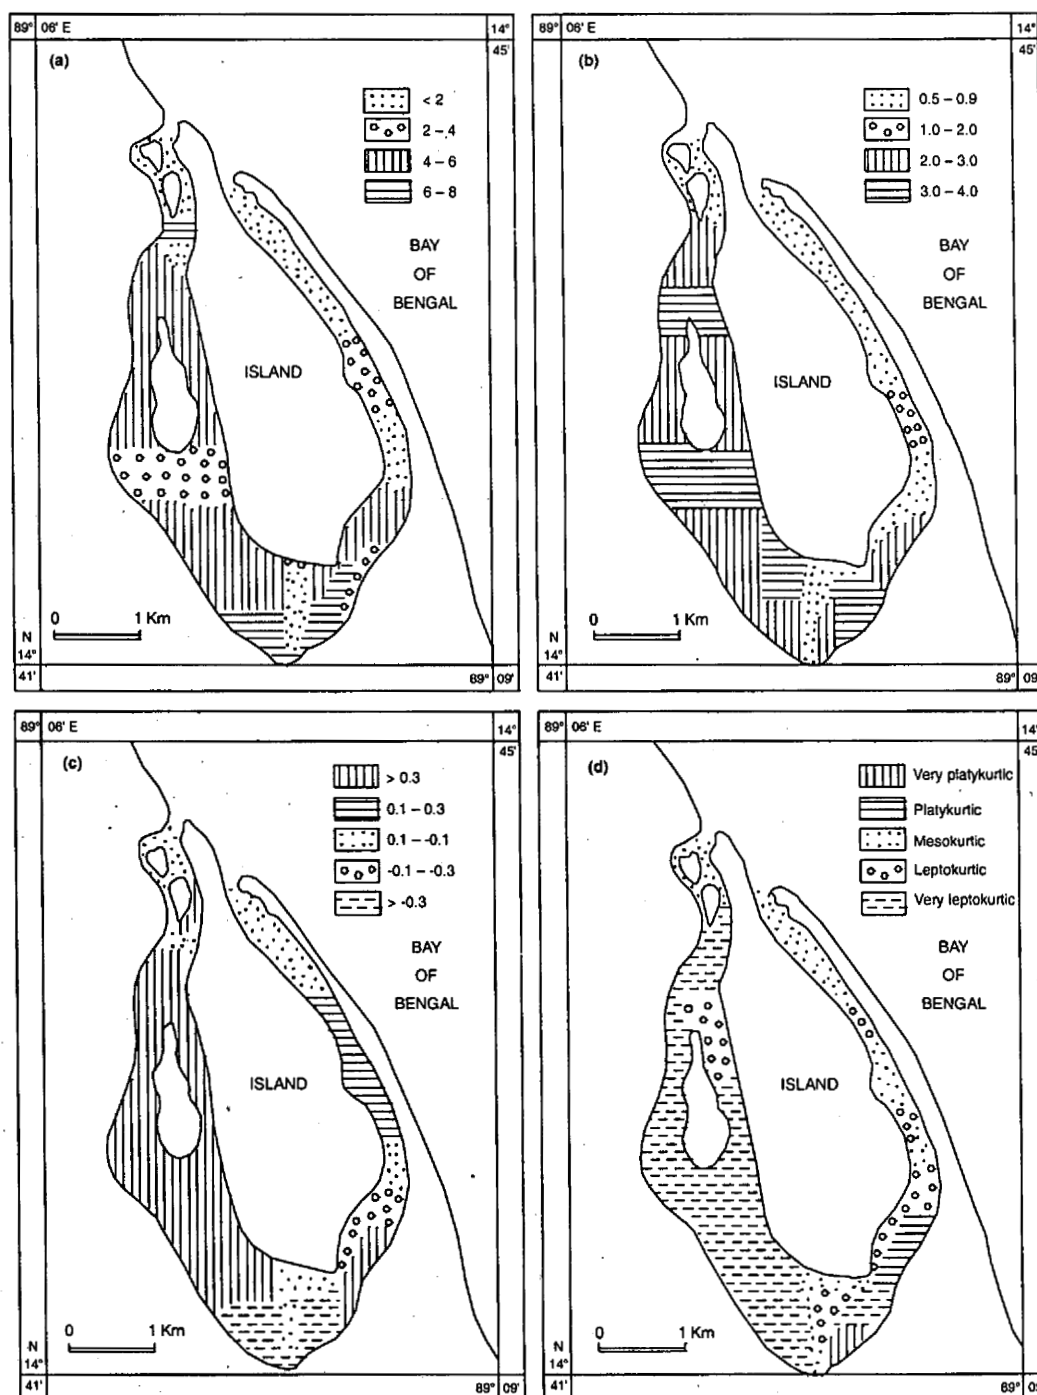 89° 06' E 14°
45'
(a)
< 2
2 – 4
4 – 6
6 – 8
BAY
OF
BENGAL
ISLAND
0 1 Km
N
14°
41' 89° 09'
89° 06' E 14°
45'
(b)
0.5 – 0.9
1.0 – 2.0
2.0 – 3.0
3.0 – 4.0
BAY
OF
BENGAL
ISLAND
0 1 Km
N
14°
41' 89° 09'
89° 06' E 14°
45'
(c)
> 0.3
0.1 – 0.3
0.1 – -0.1
-0.1 – -0.3
> -0.3
BAY
OF
BENGAL
ISLAND
0 1 Km
N
14°
41' 89° 09'
89° 06' E 14°
45'
(d)
Very platykurtic
Platykurtic
Mesokurtic
Leptokurtic
Very leptokurtic
BAY
OF
BENGAL
ISLAND
0 1 Km
N
14°
41' 89° 09'